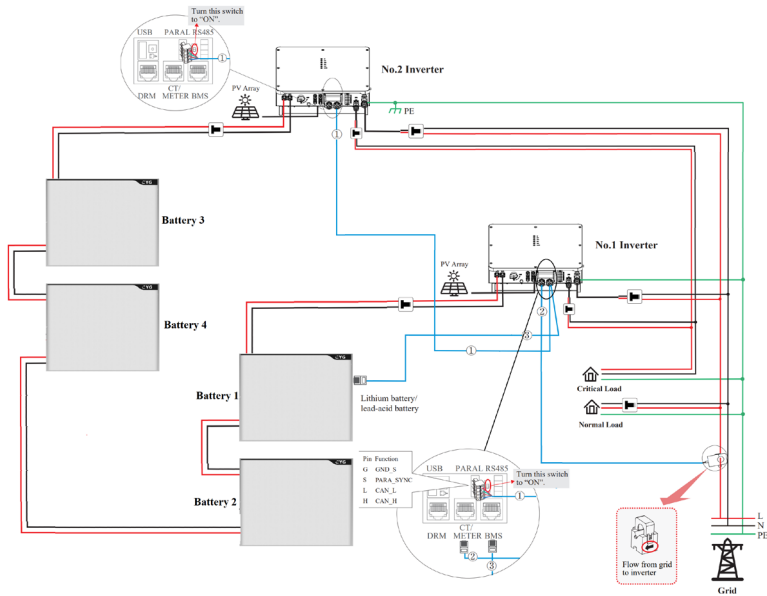 Turn this switch
to "ON".
USB PARAL RS485
①
DRM
CT/
METER BMS
PV Array
No.2 Inverter
PE
①
Battery 3
No.1 Inverter
PV Array
②
③
①
Battery 4
Critical Load
Normal Load
Battery 1
Lithium battery/
lead-acid battery
Pin Function
G GND_S
S PARA_SYNC
L CAN_L
H CAN_H
USB PARAL RS485
Turn this switch
to "ON".
①
Battery 2
DRM
CT/
METER BMS
②
③
Flow from grid
to inverter
L
N
PE
Grid